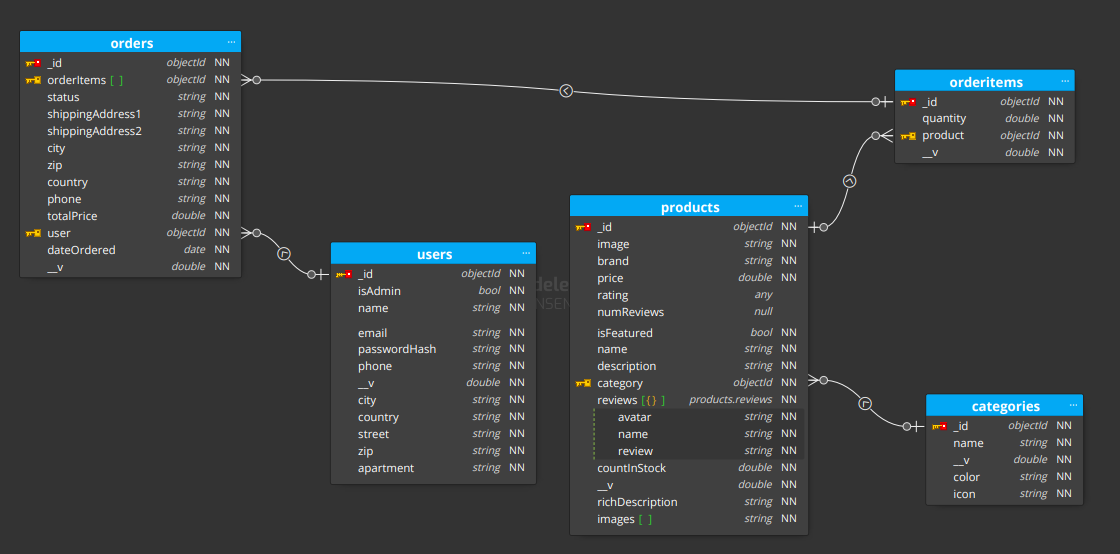 orders ...
_id objectId NN
orderItems [ ] objectId NN
status string NN
shippingAddress1 string NN
shippingAddress2 string NN
city string NN
zip string NN
country string NN
phone string NN
totalPrice double NN
user objectId NN
dateOrdered date NN
__v double NN
users ...
_id objectId NN
isAdmin bool NN
name string NN
email string NN
passwordHash string NN
phone string NN
__v double NN
city string NN
country string NN
street string NN
zip string NN
apartment string NN
products ...
_id objectId NN
image string NN
brand string NN
price double NN
rating any
numReviews null
isFeatured bool NN
name string NN
description string NN
category objectId NN
reviews [{} ] products.reviews NN
avatar string NN
name string NN
review string NN
countInStock double NN
__v double NN
richDescription string NN
images [ ] string NN
orderitems ...
_id objectId NN
quantity double NN
product objectId NN
__v double NN
categories ...
_id objectId NN
name string NN
__v double NN
color string NN
icon string NN